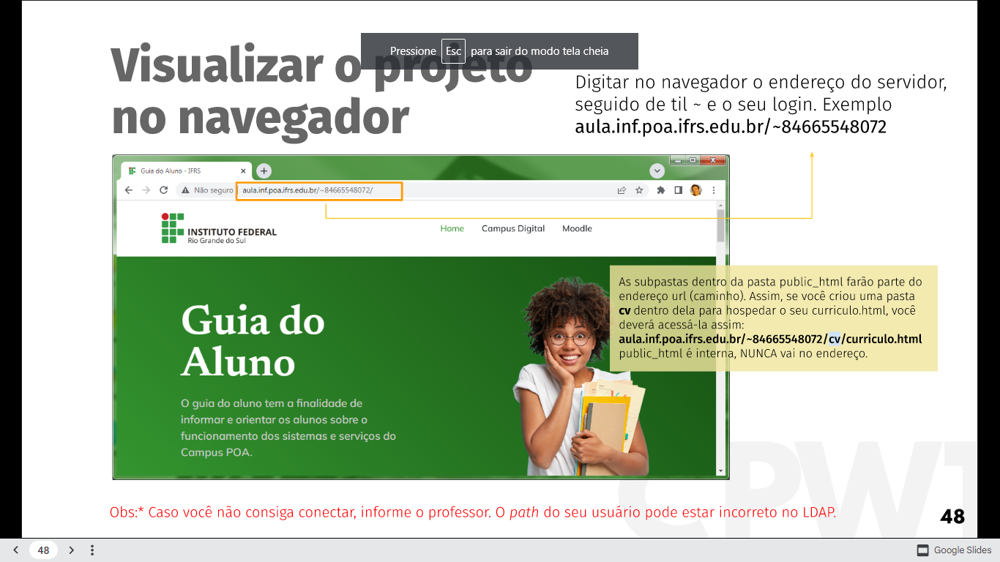 Visualizar o projeto
no navegador
Pressione Esc para sair do modo tela cheia
Digitar no navegador o endereço do servidor,
seguido de til ~ e o seu login. Exemplo
aula.inf.poa.ifrs.edu.br/~84665548072
Guia do Aluno - IFRS
Não seguro
aula.inf.poa.ifrs.edu.br/~84665548072/
INSTITUTO FEDERAL
Rio Grande do Sul
Home Campus Digital Moodle
Guia do
Aluno
O guia do aluno tem a finalidade de
informar e orientar os alunos sobre o
funcionamento dos sistemas e serviços do
Campus POA.
As subpastas dentro da pasta public_html farão parte do
endereço url (caminho). Assim, se você criou uma pasta
cv dentro dela para hospedar o seu curriculo.html, você
deverá acessá-la assim:
aula.inf.poa.ifrs.edu.br/~84665548072/cv/curriculo.html
public_html é interna, NUNCA vai no endereço.
CPW1
Obs:* Caso você não consiga conectar, informe o professor. O path do seu usuário pode estar incorreto no LDAP.
48
48
Google Slides